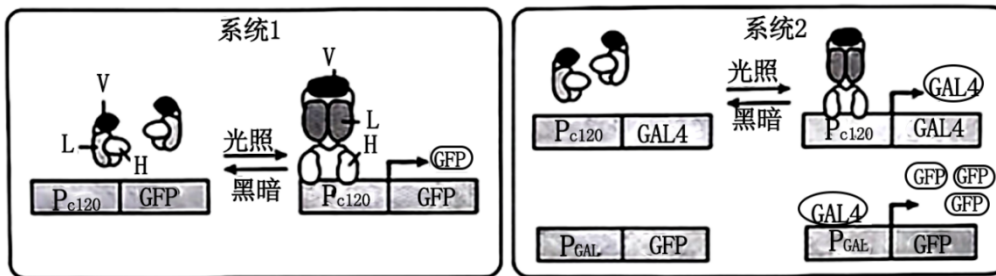 系统1
V
L
H
Pc120 GFP
光照
黑暗
V
L
H
GFP
Pc120 GFP
系统2
Pc120 GAL4
光照
黑暗
GAL4
Pc120 GAL4
PGAL GFP
GAL4
GFP GFP
GFP
PGAL GFP